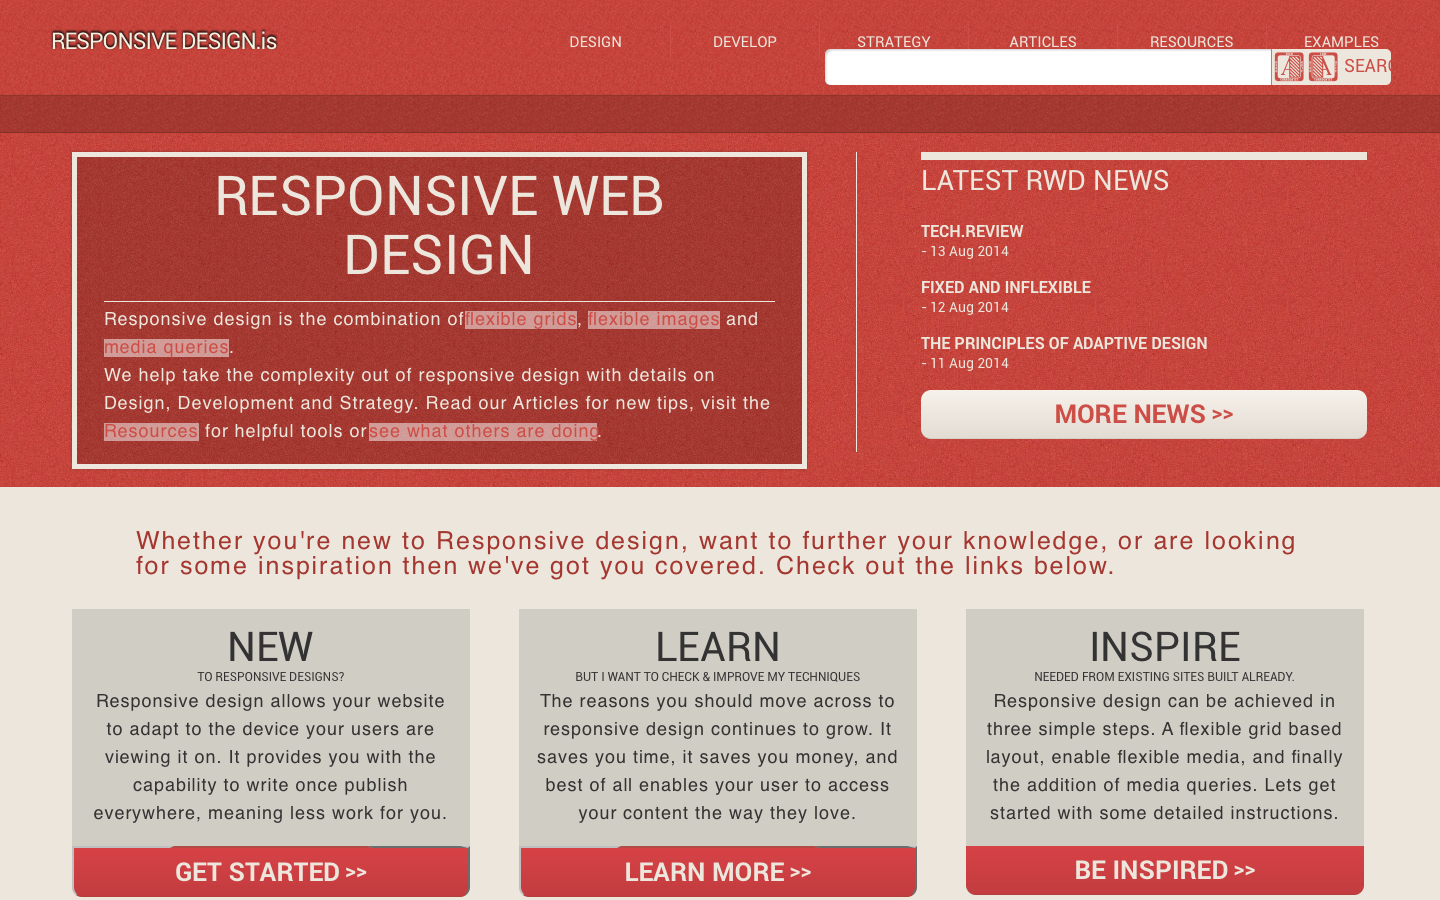 RESPONSIVE DESIGN.is
DESIGN
DEVELOP
STRATEGY
ARTICLES
RESOURCES
EXAMPLES
A A SEARC
RESPONSIVE WEB
DESIGN
Responsive design is the combination of flexible grids, flexible images and
media queries.
We help take the complexity out of responsive design with details on
Design, Development and Strategy. Read our Articles for new tips, visit the
Resources for helpful tools or see what others are doing.
LATEST RWD NEWS
TECH.REVIEW
- 13 Aug 2014
FIXED AND INFLEXIBLE
- 12 Aug 2014
THE PRINCIPLES OF ADAPTIVE DESIGN
- 11 Aug 2014
MORE NEWS >>
Whether you're new to Responsive design, want to further your knowledge, or are looking
for some inspiration then we've got you covered. Check out the links below.
NEW
TO RESPONSIVE DESIGNS?
Responsive design allows your website
to adapt to the device your users are
viewing it on. It provides you with the
capability to write once publish
everywhere, meaning less work for you.
GET STARTED >>
LEARN
BUT I WANT TO CHECK & IMPROVE MY TECHNIQUES
The reasons you should move across to
responsive design continues to grow. It
saves you time, it saves you money, and
best of all enables your user to access
your content the way they love.
LEARN MORE >>
INSPIRE
NEEDED FROM EXISTING SITES BUILT ALREADY.
Responsive design can be achieved in
three simple steps. A flexible grid based
layout, enable flexible media, and finally
the addition of media queries. Lets get
started with some detailed instructions.
BE INSPIRED >>